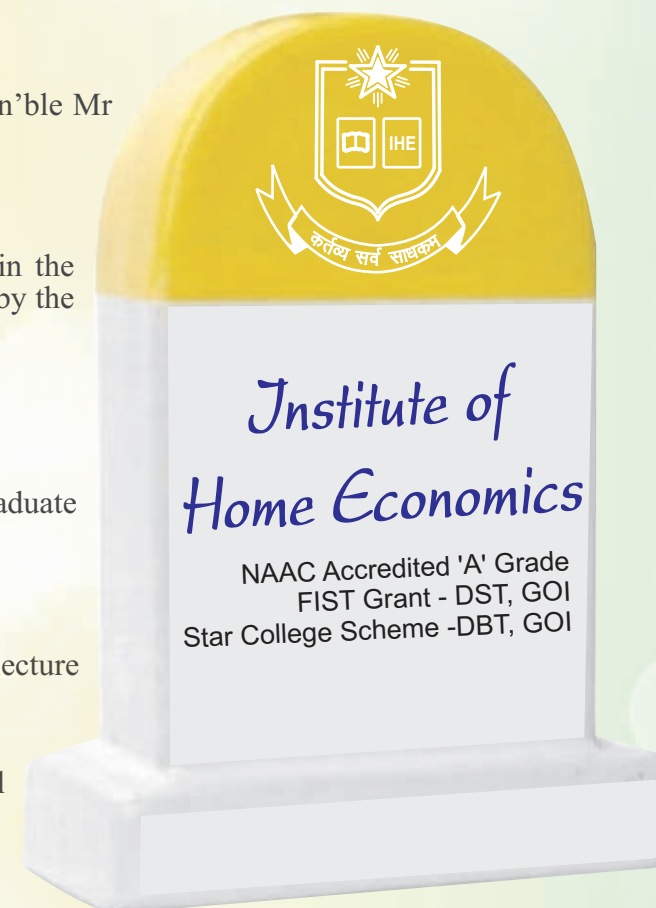 n'ble Mr
IHE
कर्तव्य सर्व साधकम
in the
by the
Institute of
Home Economics
aduate
NAAC Accredited 'A' Grade
FIST Grant - DST, GOI
Star College Scheme -DBT, GOI
lecture
l